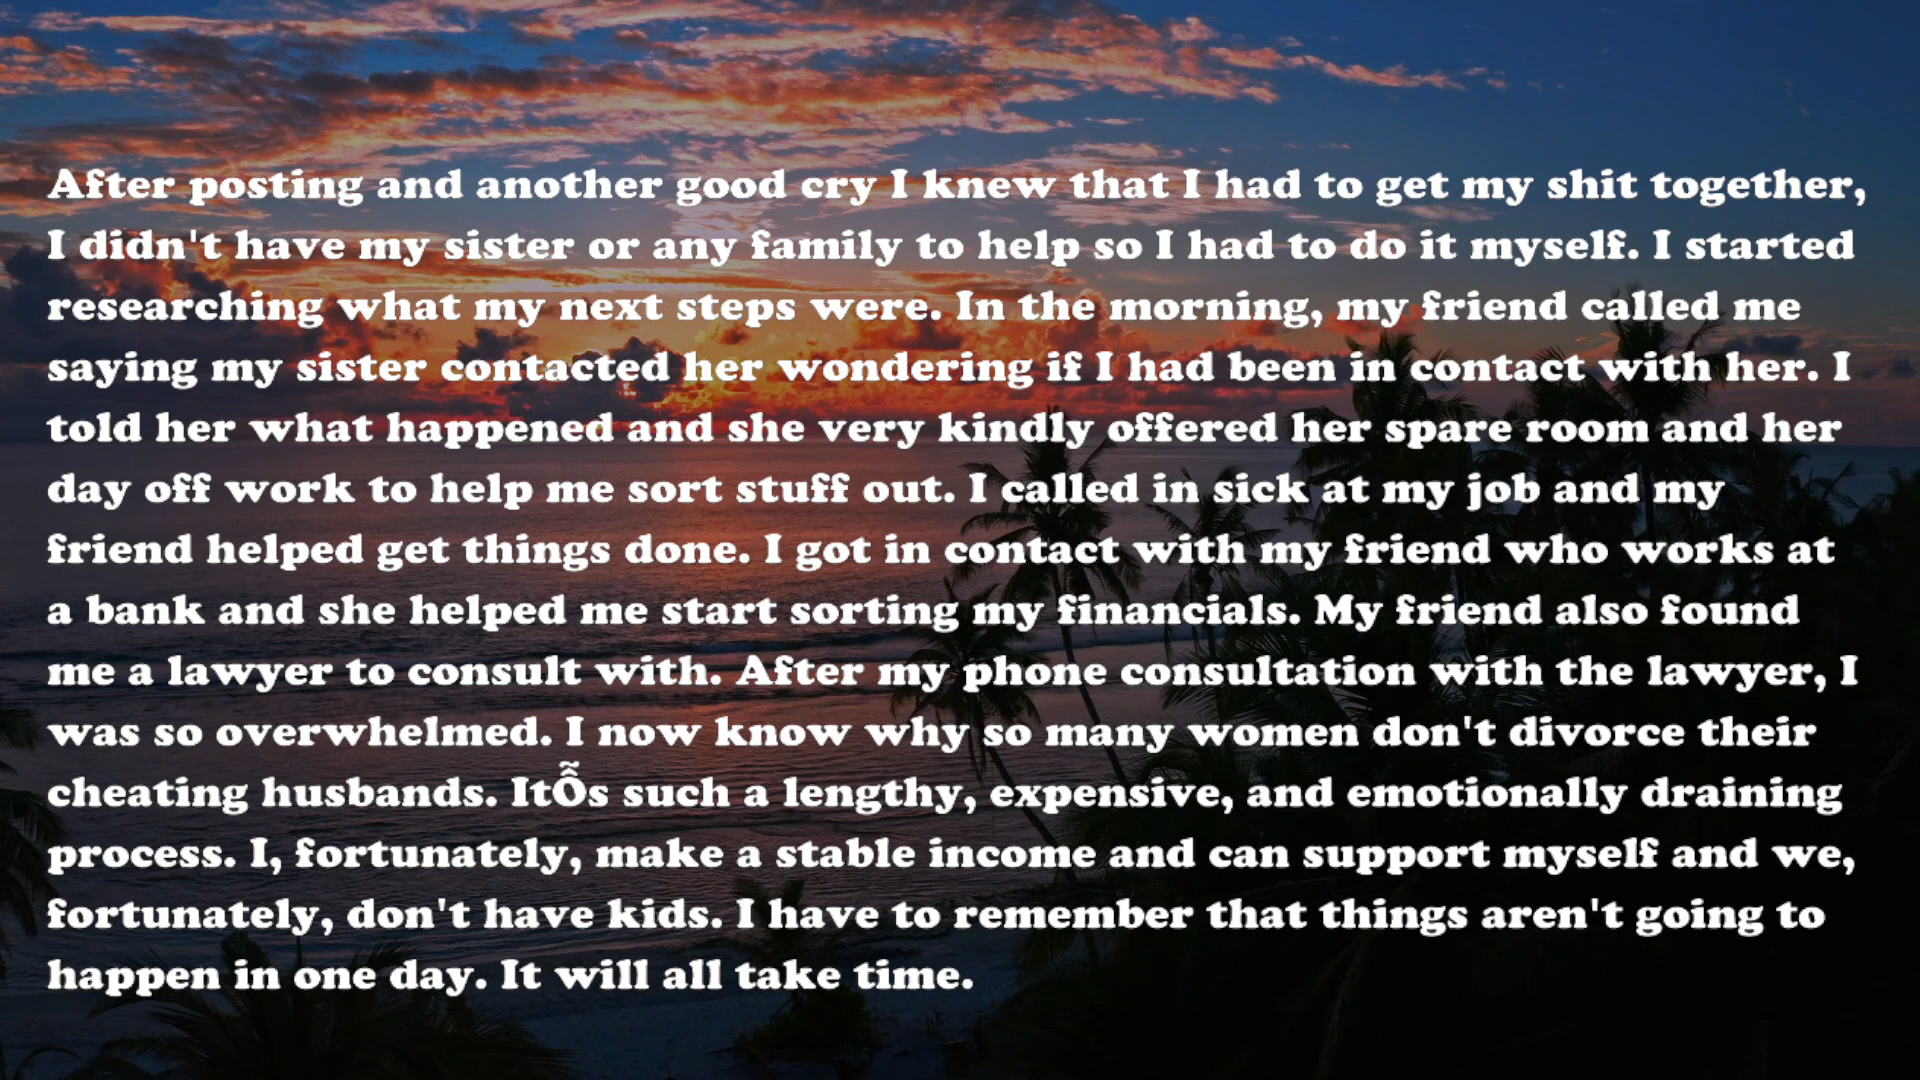 After posting and another good cry I knew that I had to get my shit together,
I didn't have my sister or any family to help so I had to do it myself. I started
researching what my next steps were. In the morning, my friend called me
saying my sister contacted her wondering if I had been in contact with her. I
told her what happened and she very kindly offered her spare room and her
day off work to help me sort stuff out. I called in sick at my job and my
friend helped get things done. I got in contact with my friend who works at
a bank and she helped me start sorting my financials. My friend also found
me a lawyer to consult with. After my phone consultation with the lawyer, I
was so overwhelmed. I now know why so many women don't divorce their
cheating husbands. ItỖs such a lengthy, expensive, and emotionally draining
process. I, fortunately, make a stable income and can support myself and we,
fortunately, don't have kids. I have to remember that things aren't going to
happen in one day. It will all take time.